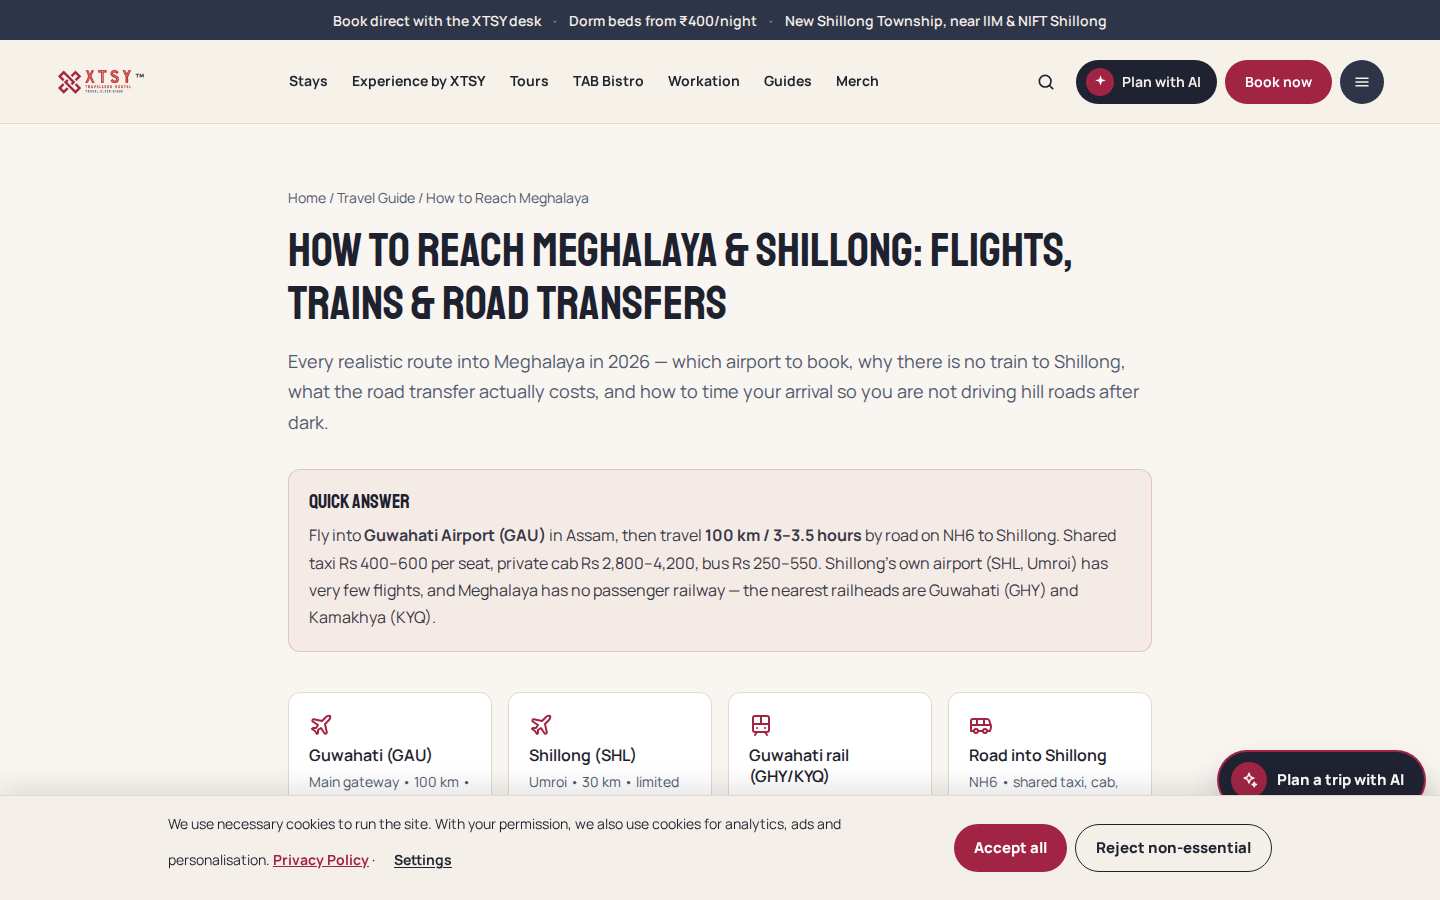 Book direct with the XTSY desk · Dorm beds from ₹400/night · New Shillong Township, near IIM & NIFT Shillong
XTSY™
Stays Experience by XTSY Tours TAB Bistro Workation Guides Merch Plan with AI Book now
Home / Travel Guide / How to Reach Meghalaya
HOW TO REACH MEGHALAYA & SHILLONG: FLIGHTS,
TRAINS & ROAD TRANSFERS
Every realistic route into Meghalaya in 2026 — which airport to book, why there is no train to Shillong,
what the road transfer actually costs, and how to time your arrival so you are not driving hill roads after
dark.
QUICK ANSWER
Fly into Guwahati Airport (GAU) in Assam, then travel 100 km / 3–3.5 hours by road on NH6 to Shillong. Shared
taxi Rs 400–600 per seat, private cab Rs 2,800–4,200, bus Rs 250–550. Shillong's own airport (SHL, Umroi) has
very few flights, and Meghalaya has no passenger railway — the nearest railheads are Guwahati (GHY) and
Kamakhya (KYQ).
Guwahati (GAU)
Main gateway • 100 km •
Shillong (SHL)
Umroi • 30 km • limited
Guwahati rail
(GHY/KYQ)
Road into Shillong
NH6 • shared taxi, cab,
Plan a trip with AI
We use necessary cookies to run the site. With your permission, we also use cookies for analytics, ads and
personalisation. Privacy Policy · Settings
Accept all
Reject non-essential